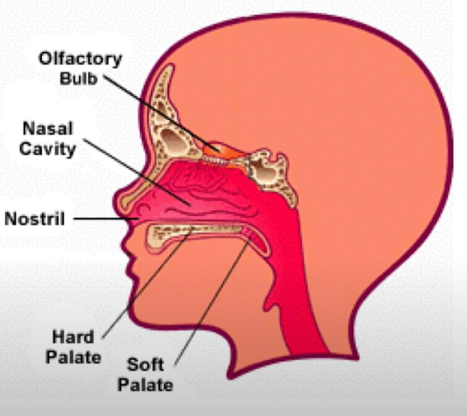 Olfactory
Bulb
Nasal
Cavity
Nostril
Hard
Palate
Soft
Palate